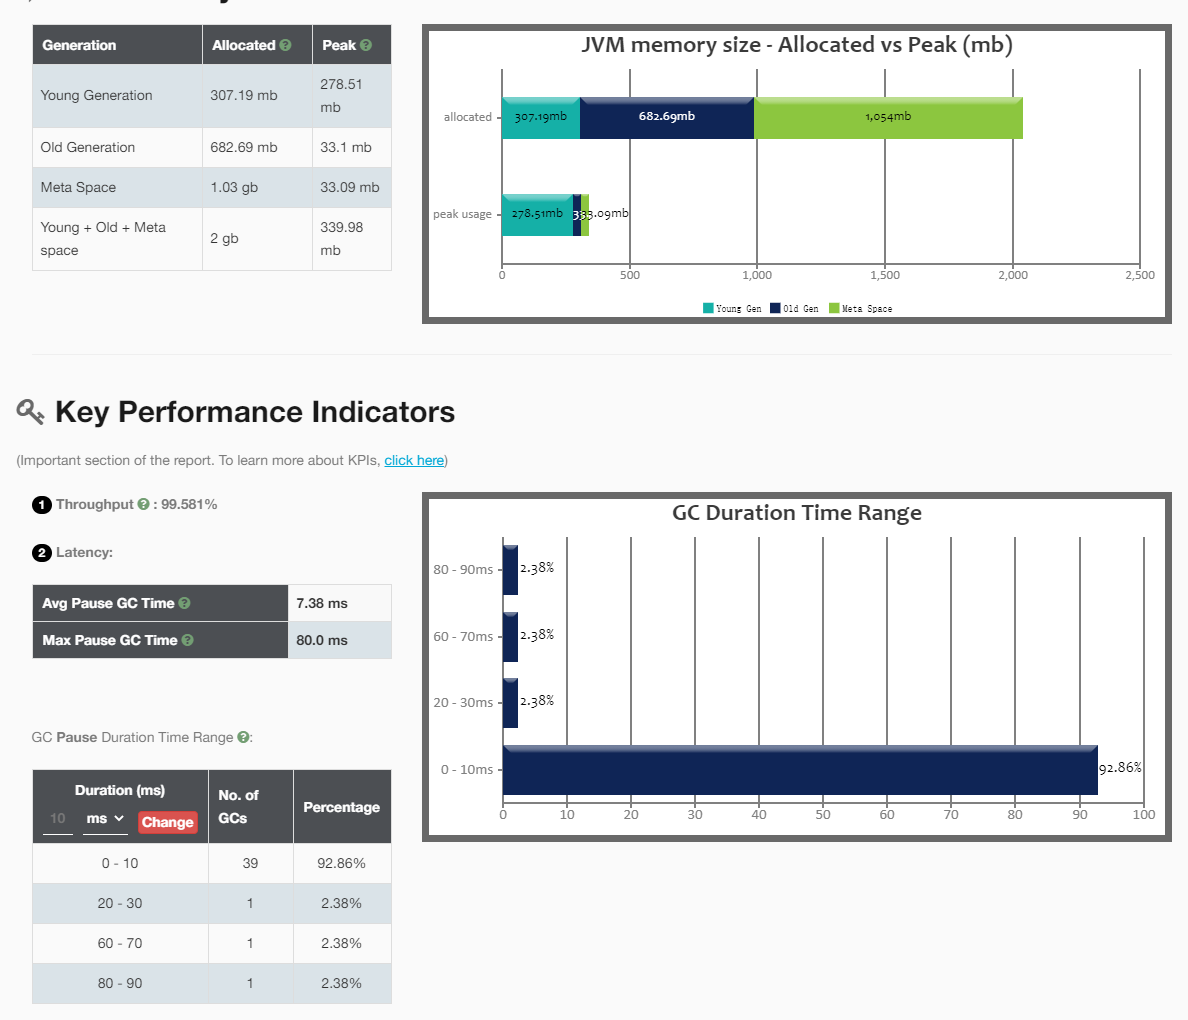 Generation Allocated Peak
Young Generation 307.19 mb 278.51 mb
Old Generation 682.69 mb 33.1 mb
Meta Space 1.03 gb 33.09 mb
Young + Old + Meta space 2 gb 339.98 mb
JVM memory size - Allocated vs Peak (mb)
allocated 307.19mb 682.69mb 1,054mb
peak usage 278.51mb 33.09mb
0 500 1,000 1,500 2,000 2,500
Young Gen Old Gen Meta Space
Key Performance Indicators
(Important section of the report. To learn more about KPIs, click here)
1 Throughput : 99.581%
2 Latency:
Avg Pause GC Time 7.38 ms
Max Pause GC Time 80.0 ms
GC Pause Duration Time Range :
Duration (ms) No. of GCs Percentage
10 ms Change
0 - 10 39 92.86%
20 - 30 1 2.38%
60 - 70 1 2.38%
80 - 90 1 2.38%
GC Duration Time Range
80 - 90ms 2.38%
60 - 70ms 2.38%
20 - 30ms 2.38%
0 - 10ms 92.86%
0 10 20 30 40 50 60 70 80 90 100